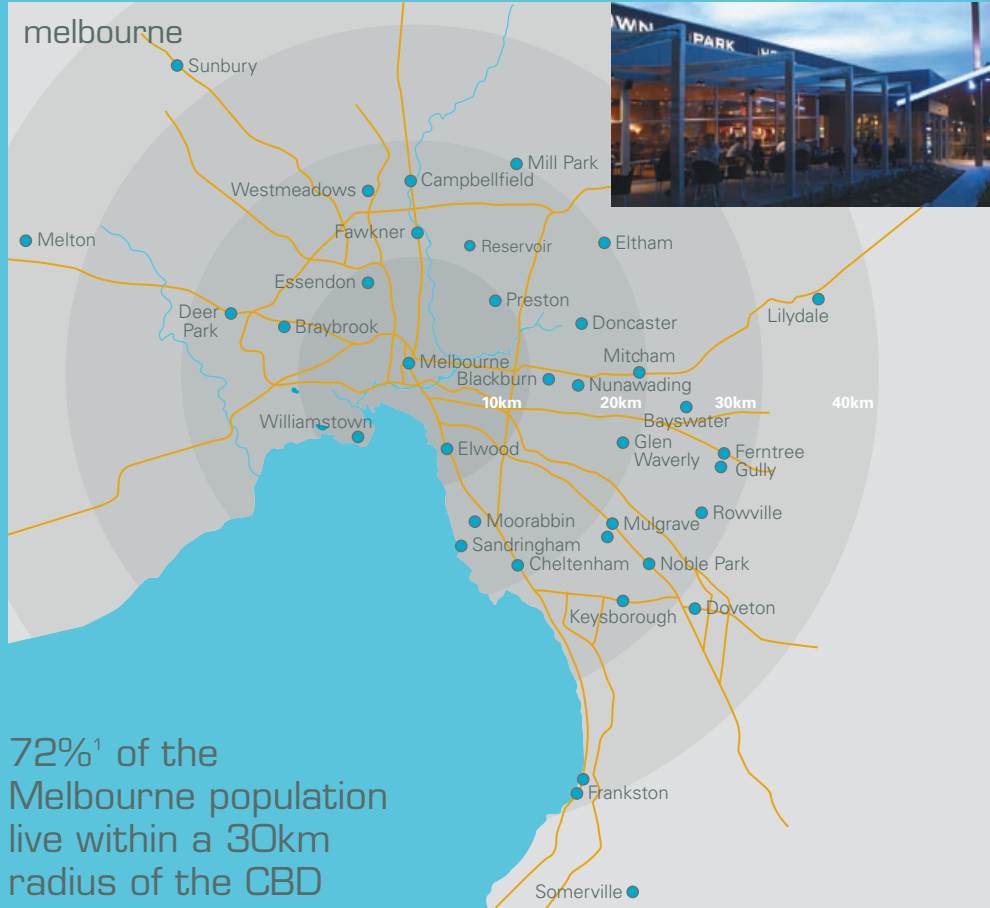 melbourne
WN PARK
Sunbury
Mill Park
Campbellfield
Westmeadows
Fawkner
Melton
Reservoir
Eltham
Essendon
Preston
Lilydale
Deer
Park
Braybrook
Doncaster
Mitcham
Melbourne
Blackburn
Nunawading
10km 20km 30km 40km
Bayswater
Williamstown
Elwood
Glen
Waverly
Ferntree
Gully
Rowville
Moorabbin
Mulgrave
Sandringham
Cheltenham
Noble Park
Keysborough
Doveton
72%¹ of the
Melbourne population
live within a 30km
radius of the CBD
Frankston
Somerville